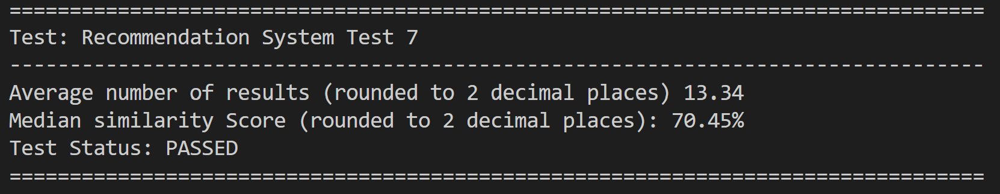 =================================================================================
Test: Recommendation System Test 7
---------------------------------------------------------------------------------
Average number of results (rounded to 2 decimal places) 13.34
Median similarity Score (rounded to 2 decimal places): 70.45%
Test Status: PASSED
=================================================================================